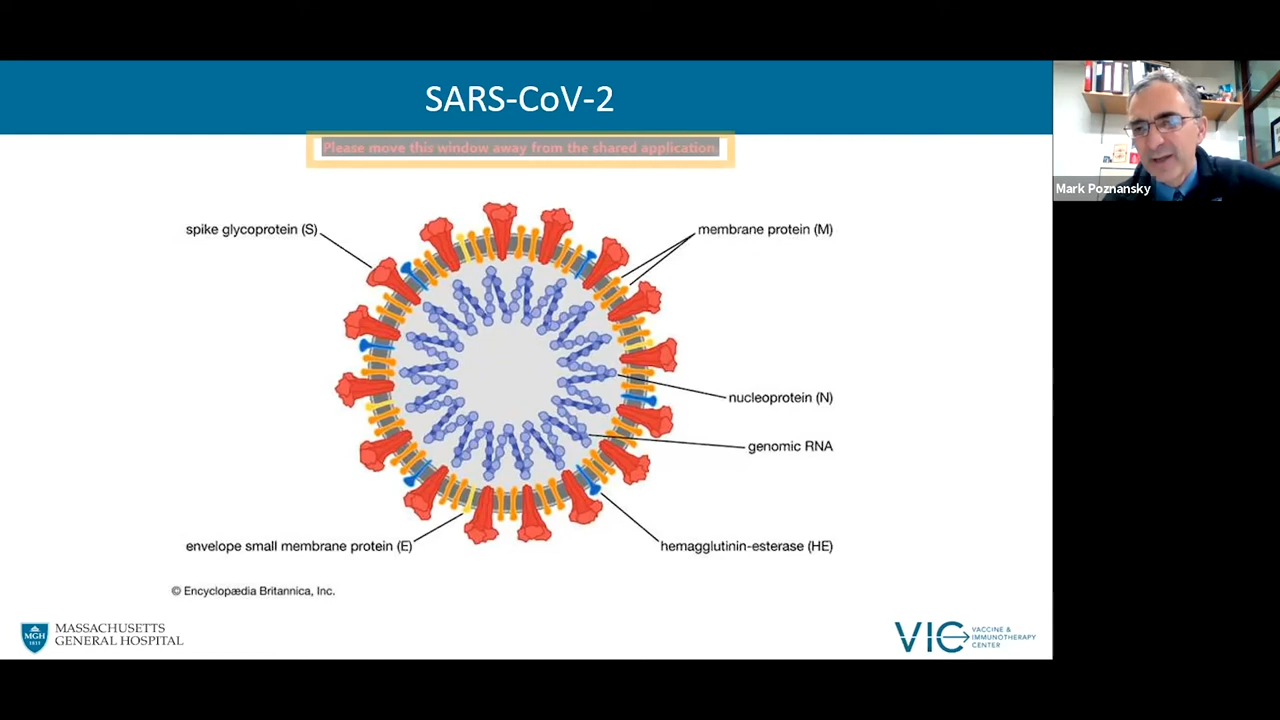 SARS-CoV-2
Please move this window away from the shared application.
Mark Poznansky
spike glycoprotein (S)
membrane protein (M)
nucleoprotein (N)
genomic RNA
envelope small membrane protein (E)
hemagglutinin-esterase (HE)
© Encyclopædia Britannica, Inc.
MGH
1811
MASSACHUSETTS
GENERAL HOSPITAL
VIC
VACCINE &
IMMUNOTHERAPY
CENTER